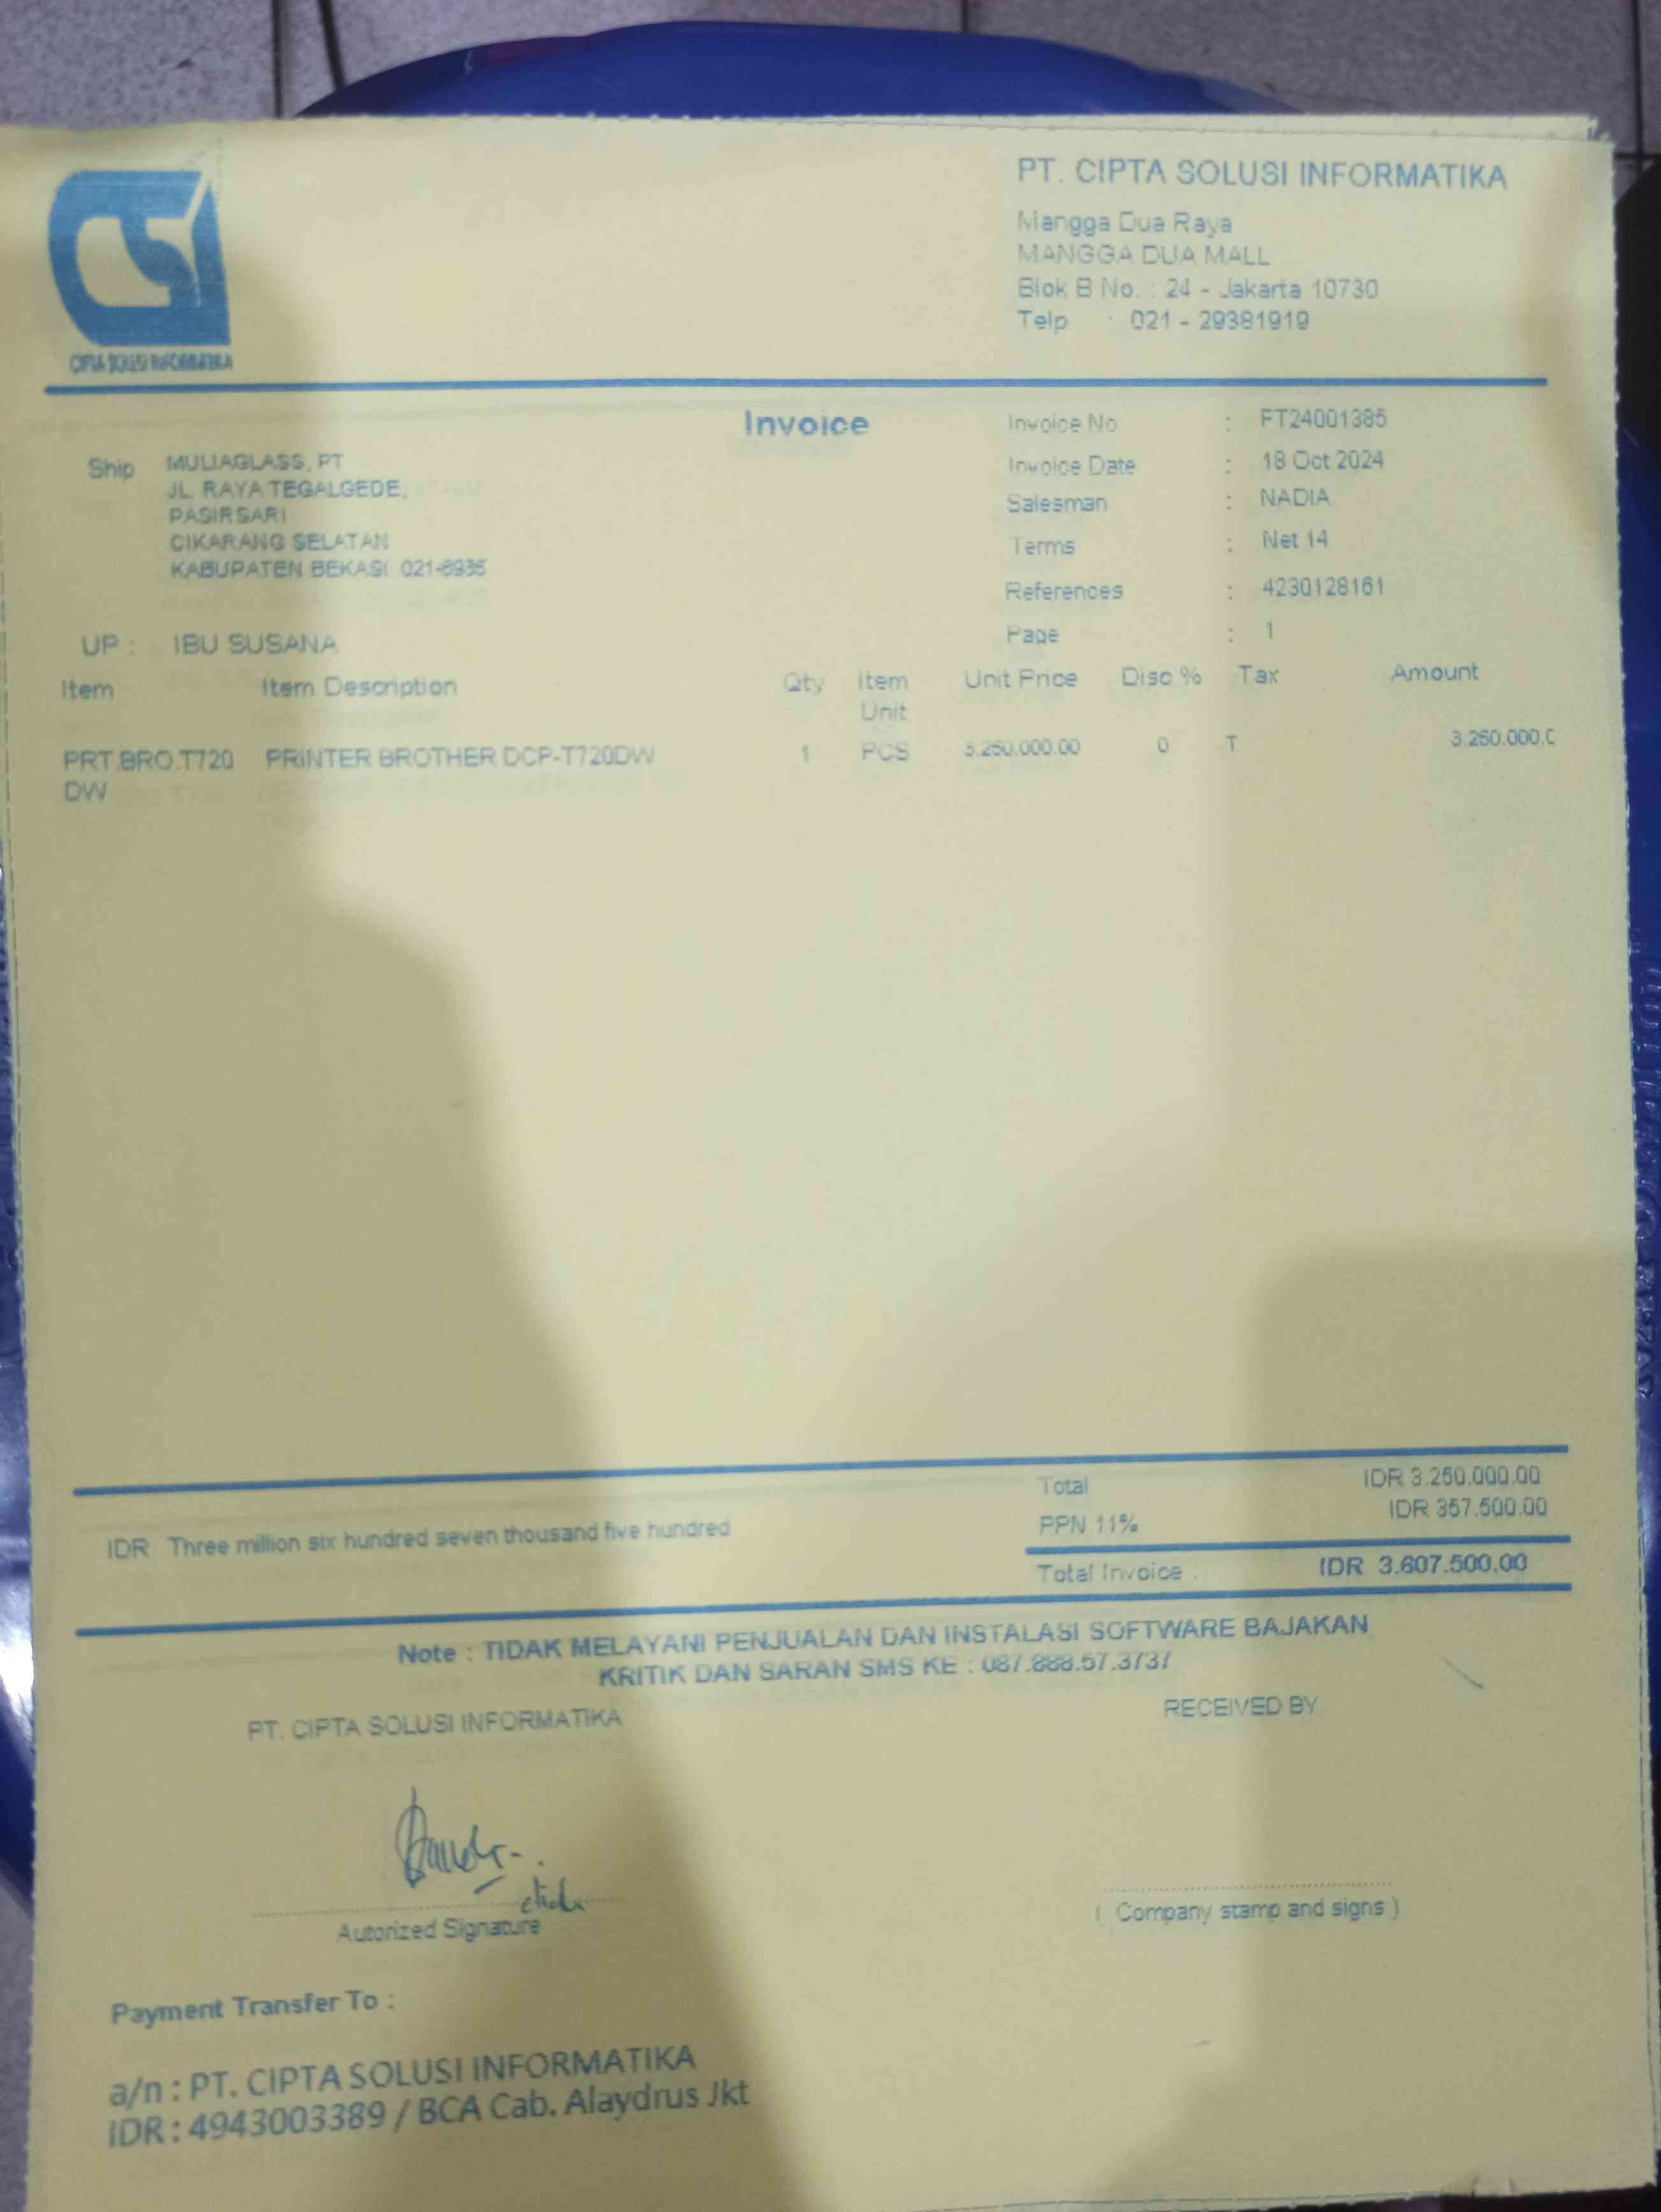 CSI
CIPTA SOLUSI INFORMATIKA
PT. CIPTA SOLUSI INFORMATIKA
Mangga Dua Raya
MANGGA DUA MALL
Blok B No. : 24 - Jakarta 10730
Telp : 021 - 29381919
Invoice
Ship MULIAGLASS, PT
JL. RAYA TEGALGEDE,
PASIRSARI
CIKARANG SELATAN
KABUPATEN BEKASI 021-8935
UP : IBU SUSANA
Invoice No : FT24001385
Invoice Date : 18 Oct 2024
Salesman : NADIA
Terms : Net 14
References : 4230128161
Page : 1
Item Item Description Qty Item Unit Unit Price Disc % Tax Amount
PRT.BRO.T720 PRINTER BROTHER DCP-T720DW 1 PCS 3.250.000.00 0 T 3.250.000.0
DW
Total IDR 3.250.000.00
PPN 11% IDR 357.500.00
IDR Three million six hundred seven thousand five hundred
Total Invoice : IDR 3.607.500.00
Note : TIDAK MELAYANI PENJUALAN DAN INSTALASI SOFTWARE BAJAKAN
KRITIK DAN SARAN SMS KE : 087.888.57.3737
PT. CIPTA SOLUSI INFORMATIKA
RECEIVED BY
Autorized Signature
( Company stamp and signs )
Payment Transfer To :
a/n : PT. CIPTA SOLUSI INFORMATIKA
IDR : 4943003389 / BCA Cab. Alaydrus Jkt